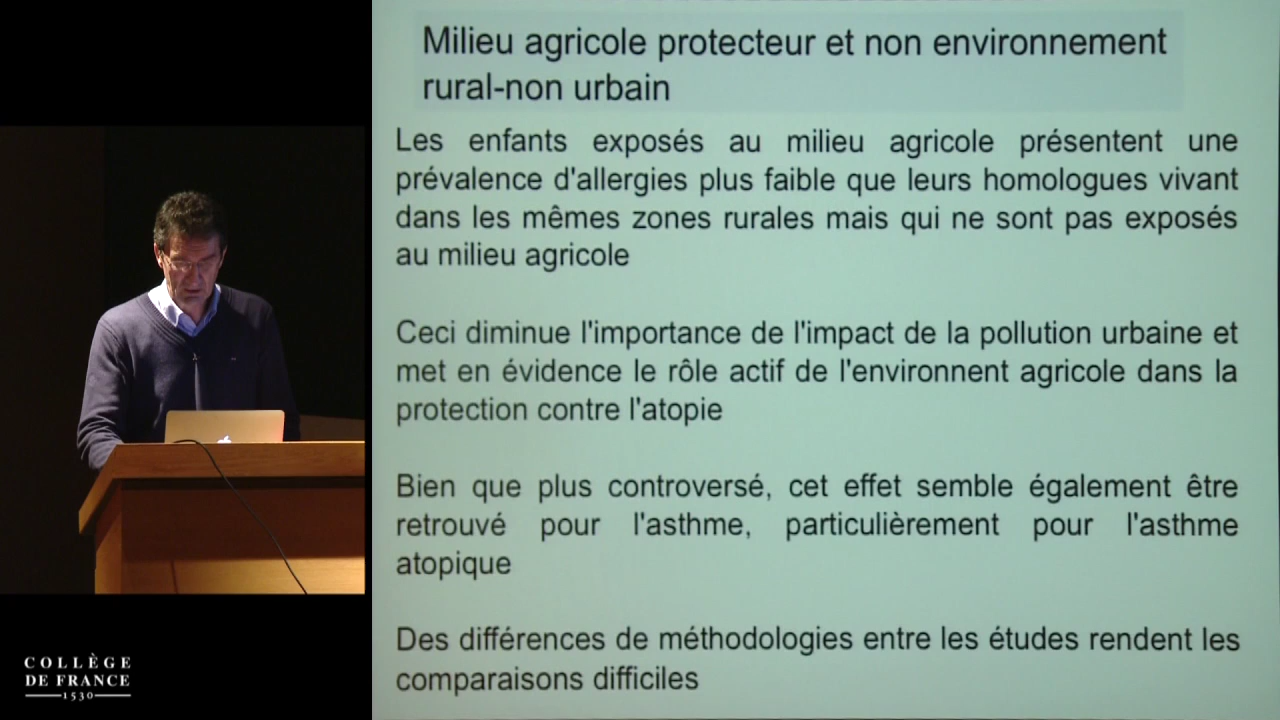 Milieu agricole protecteur et non environnement
rural-non urbain
Les enfants exposés au milieu agricole présentent une
prévalence d'allergies plus faible que leurs homologues vivant
dans les mêmes zones rurales mais qui ne sont pas exposés
au milieu agricole
Ceci diminue l'importance de l'impact de la pollution urbaine et
met en évidence le rôle actif de l'environnent agricole dans la
protection contre l'atopie
Bien que plus controversé, cet effet semble également être
retrouvé pour l'asthme, particulièrement pour l'asthme
atopique
Des différences de méthodologies entre les études rendent les
comparaisons difficiles
COLLÈGE
DE FRANCE
1530